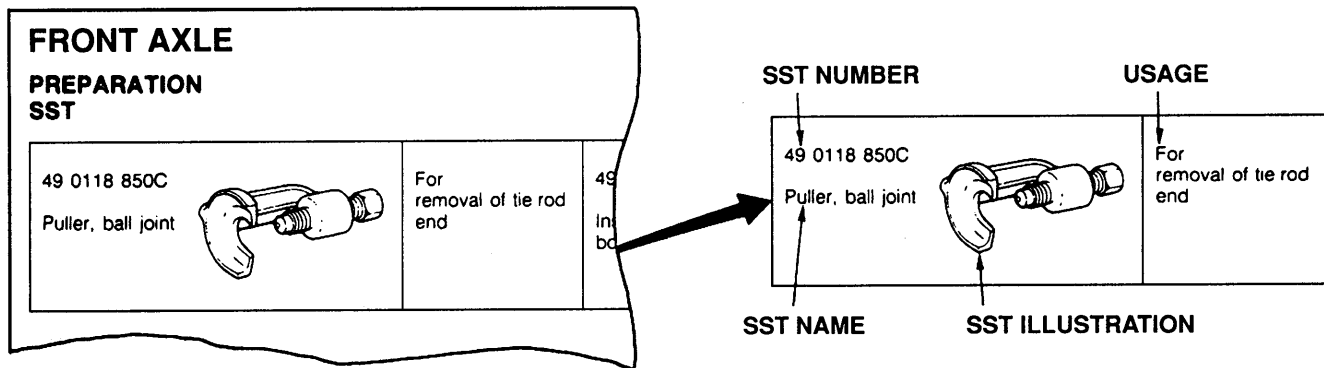 FRONT AXLE
PREPARATION
SST
49 0118 850C
Puller, ball joint
For
removal of tie rod
end
49
SST NUMBER
USAGE
49 0118 850C
Puller, ball joint
For
removal of tie rod
end
SST NAME
SST ILLUSTRATION